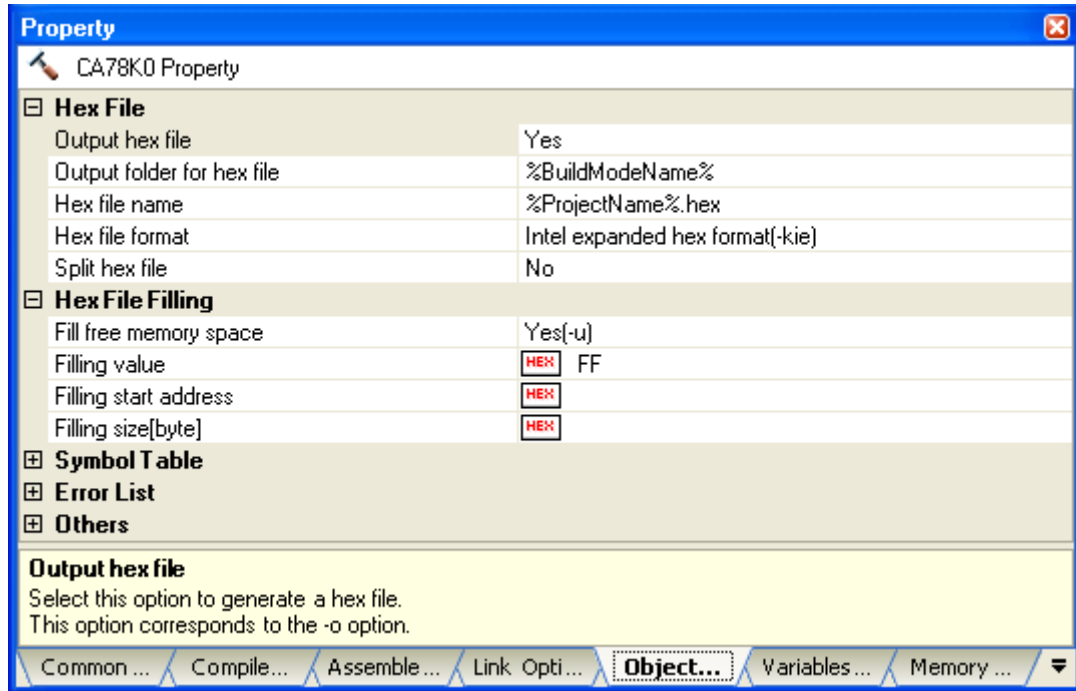 Property
CA78K0 Property
Hex File
Output hex file Yes
Output folder for hex file %BuildModeName%
Hex file name %ProjectName%.hex
Hex file format Intel expanded hex format(-kie)
Split hex file No
Hex File Filling
Fill free memory space Yes(-u)
Filling value HEX FF
Filling start address HEX
Filling size[byte] HEX
Symbol Table
Error List
Others
Output hex file
Select this option to generate a hex file.
This option corresponds to the -o option.
Common ... Compile... Assemble... Link Opti... Object... Variables... Memory ...